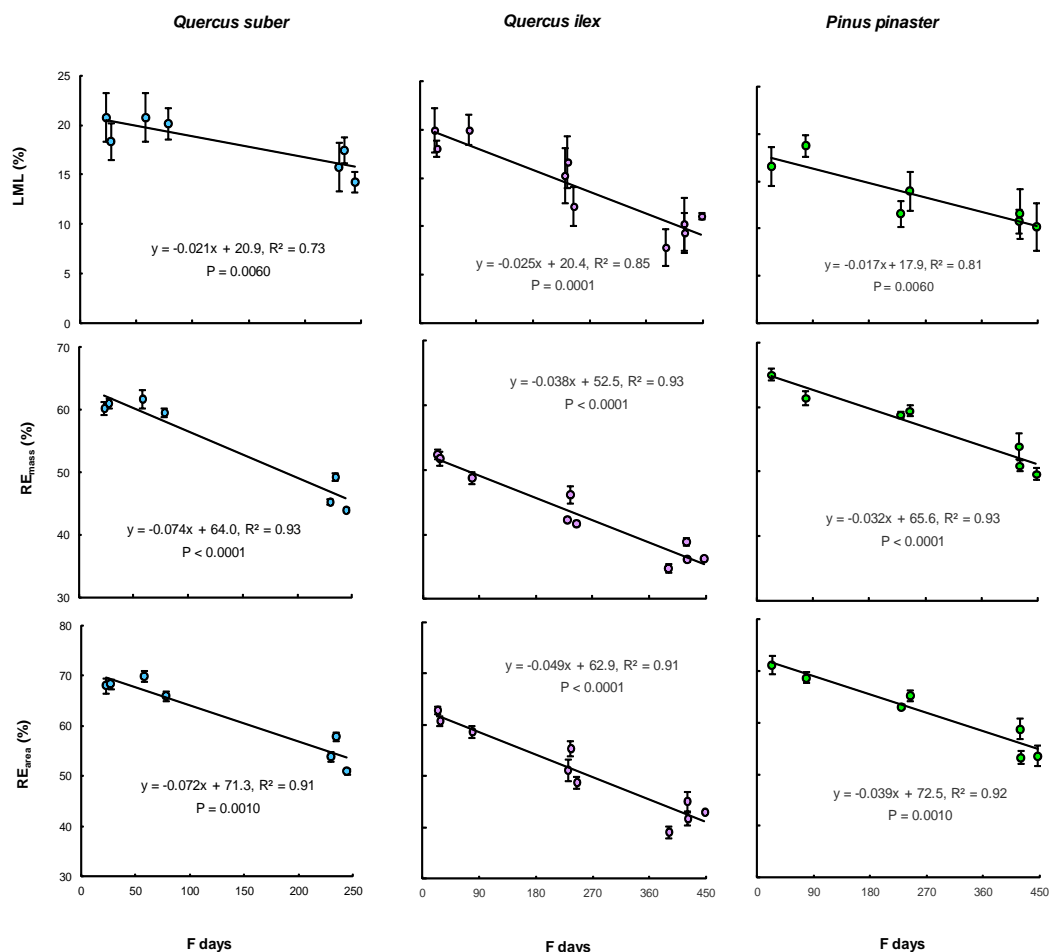 Quercus suber
Quercus ilex
Pinus pinaster
LML (%)
25
20
15
10
5
0
y = -0.021x + 20.9, R² = 0.73
P = 0.0060
y = -0.025x + 20.4, R² = 0.85
P = 0.0001
y = -0.017x + 17.9, R² = 0.81
P = 0.0060
REmass (%)
70
60
50
40
30
y = -0.074x + 64.0, R² = 0.93
P < 0.0001
y = -0.038x + 52.5, R² = 0.93
P < 0.0001
y = -0.032x + 65.6, R² = 0.93
P < 0.0001
REarea (%)
80
70
60
50
40
30
y = -0.072x + 71.3, R² = 0.91
P = 0.0010
y = -0.049x + 62.9, R² = 0.91
P < 0.0001
y = -0.039x + 72.5, R² = 0.92
P = 0.0010
0 50 100 150 200 250
0 90 180 270 360 450
0 90 180 270 360 450
F days
F days
F days